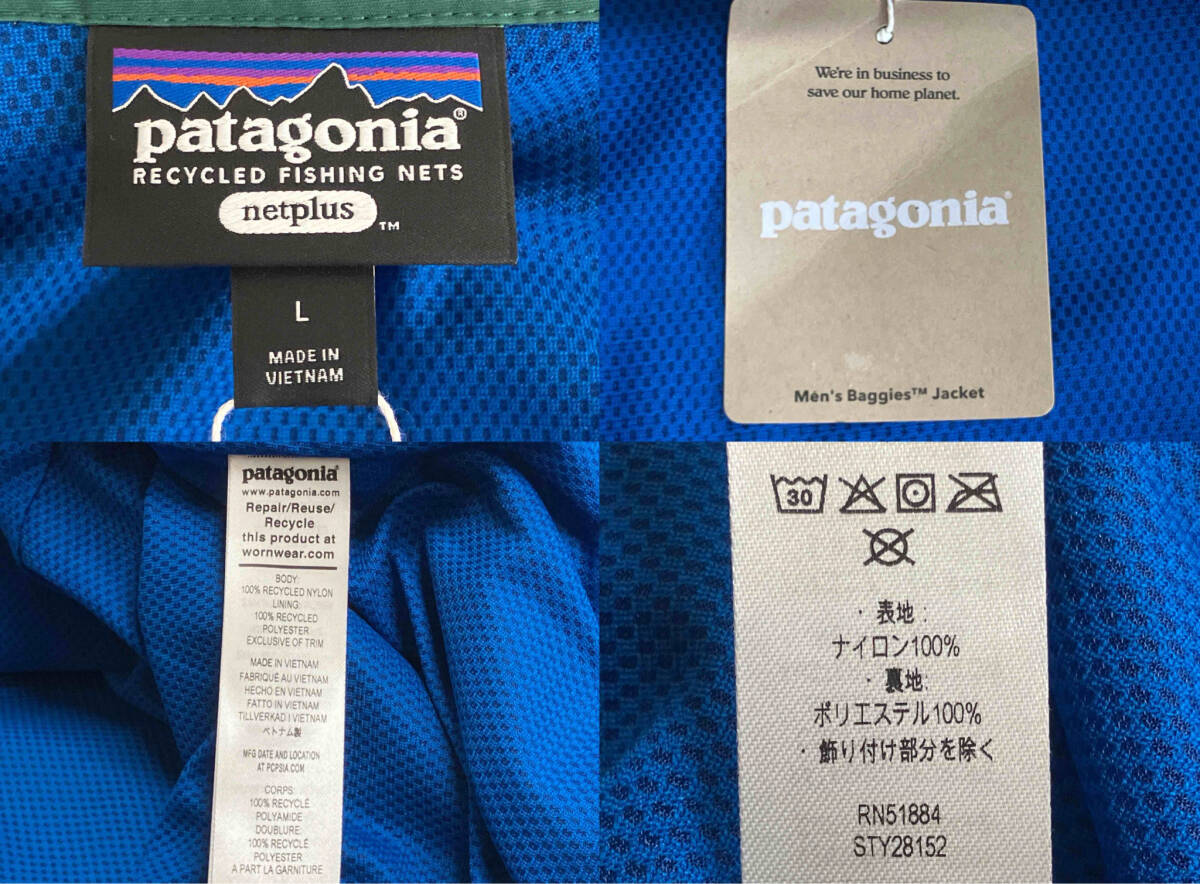 patagonia®
RECYCLED FISHING NETS
netplus™
L
MADE IN
VIETNAM
We're in business to
save our home planet.
patagonia®
Men's Baggies™ Jacket
patagonia®
www.patagonia.com
Repair/Reuse/
Recycle
this product at
wornwear.com
BODY:
100% RECYCLED NYLON
LINING:
100% RECYCLED
POLYESTER
EXCLUSIVE OF TRIM
MADE IN VIETNAM
FABRIQUÉ AU VIETNAM
HECHO EN VIETNAM
FATTO IN VIETNAM
TILLVERKAD I VIETNAM
ベトナム製
MFG DATE AND LOCATION
AT PCPSIA.COM
CORPS:
100% RECYCLÉ
POLYAMIDE
DOUBLURE:
100% RECYCLÉ
POLYESTER
A PART LA GARNITURE
30
・表地:
ナイロン100%
・裏地:
ポリエステル100%
・飾り付け部分を除く
RN51884
STY28152